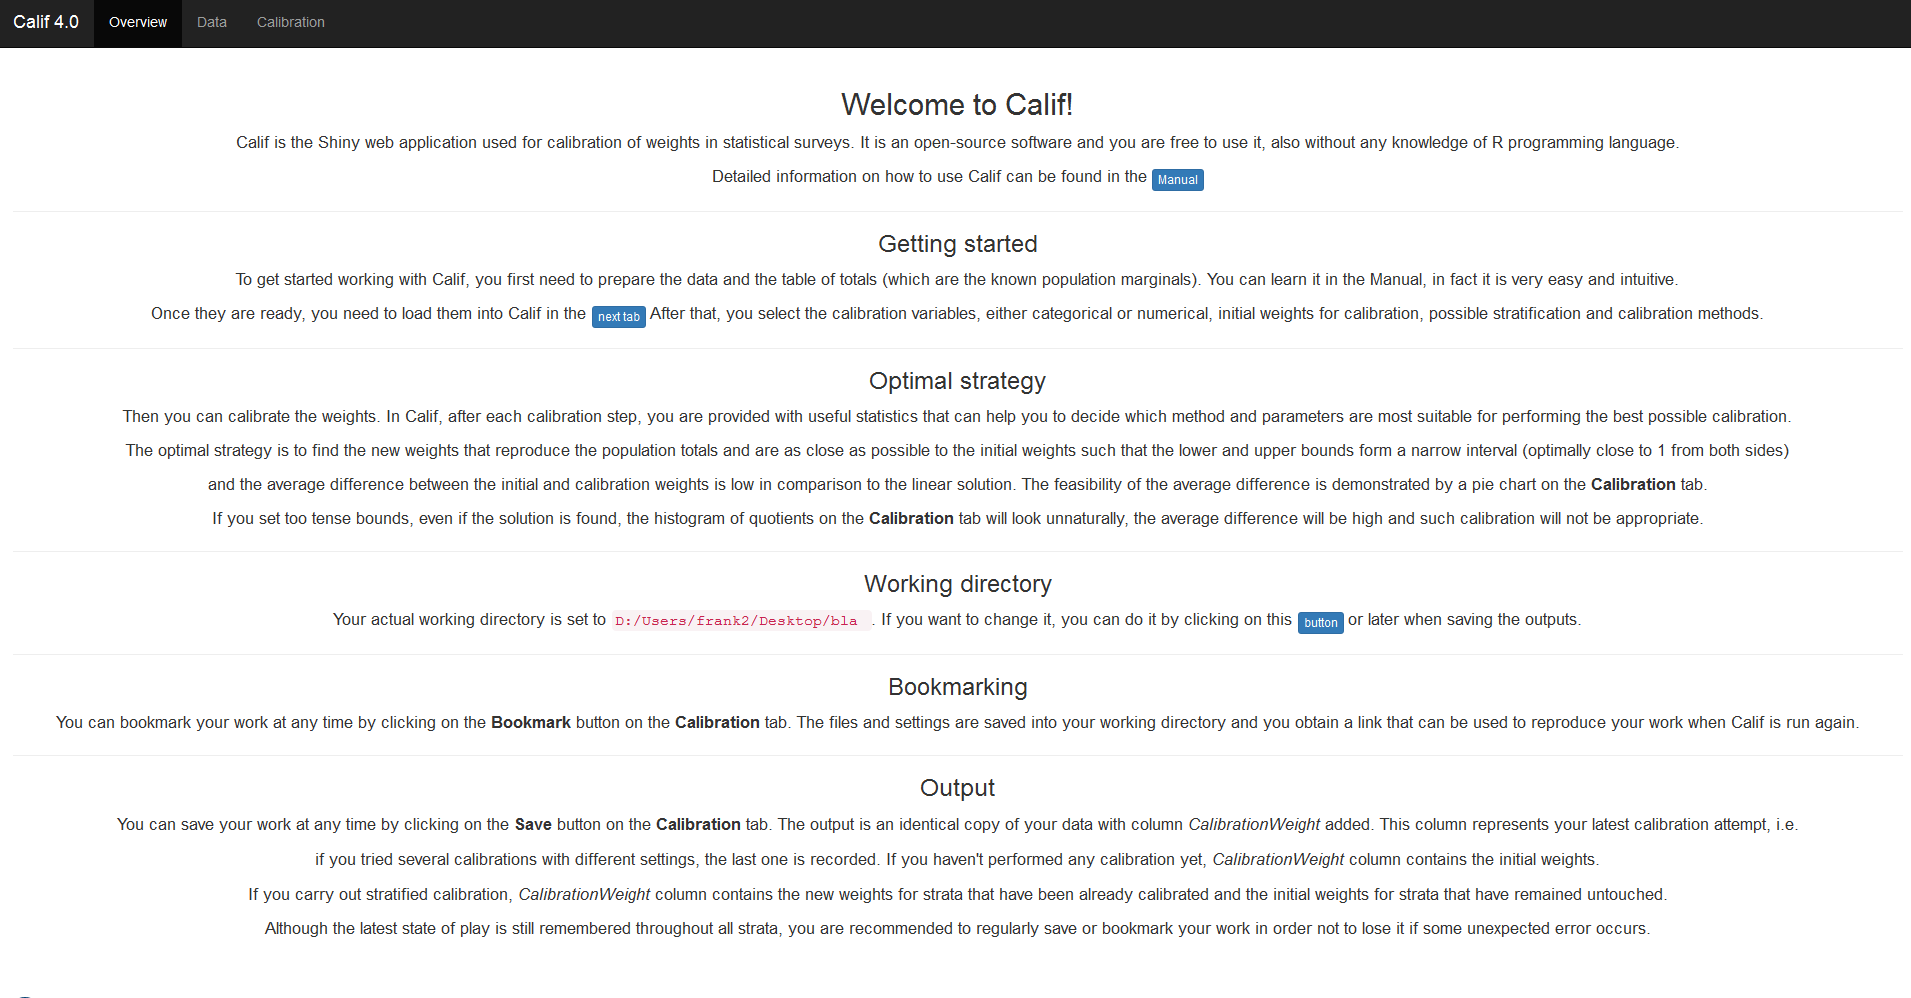 Calif 4.0 Overview Data Calibration
Welcome to Calif!
Calif is the Shiny web application used for calibration of weights in statistical surveys. It is an open-source software and you are free to use it, also without any knowledge of R programming language.
Detailed information on how to use Calif can be found in the Manual
Getting started
To get started working with Calif, you first need to prepare the data and the table of totals (which are the known population marginals). You can learn it in the Manual, in fact it is very easy and intuitive.
Once they are ready, you need to load them into Calif in the next tab After that, you select the calibration variables, either categorical or numerical, initial weights for calibration, possible stratification and calibration methods.
Optimal strategy
Then you can calibrate the weights. In Calif, after each calibration step, you are provided with useful statistics that can help you to decide which method and parameters are most suitable for performing the best possible calibration.
The optimal strategy is to find the new weights that reproduce the population totals and are as close as possible to the initial weights such that the lower and upper bounds form a narrow interval (optimally close to 1 from both sides)
and the average difference between the initial and calibration weights is low in comparison to the linear solution. The feasibility of the average difference is demonstrated by a pie chart on the Calibration tab.
If you set too tense bounds, even if the solution is found, the histogram of quotients on the Calibration tab will look unnaturally, the average difference will be high and such calibration will not be appropriate.
Working directory
Your actual working directory is set to D:/Users/frank2/Desktop/bla . If you want to change it, you can do it by clicking on this button or later when saving the outputs.
Bookmarking
You can bookmark your work at any time by clicking on the Bookmark button on the Calibration tab. The files and settings are saved into your working directory and you obtain a link that can be used to reproduce your work when Calif is run again.
Output
You can save your work at any time by clicking on the Save button on the Calibration tab. The output is an identical copy of your data with column CalibrationWeight added. This column represents your latest calibration attempt, i.e.
if you tried several calibrations with different settings, the last one is recorded. If you haven't performed any calibration yet, CalibrationWeight column contains the initial weights.
If you carry out stratified calibration, CalibrationWeight column contains the new weights for strata that have been already calibrated and the initial weights for strata that have remained untouched.
Although the latest state of play is still remembered throughout all strata, you are recommended to regularly save or bookmark your work in order not to lose it if some unexpected error occurs.